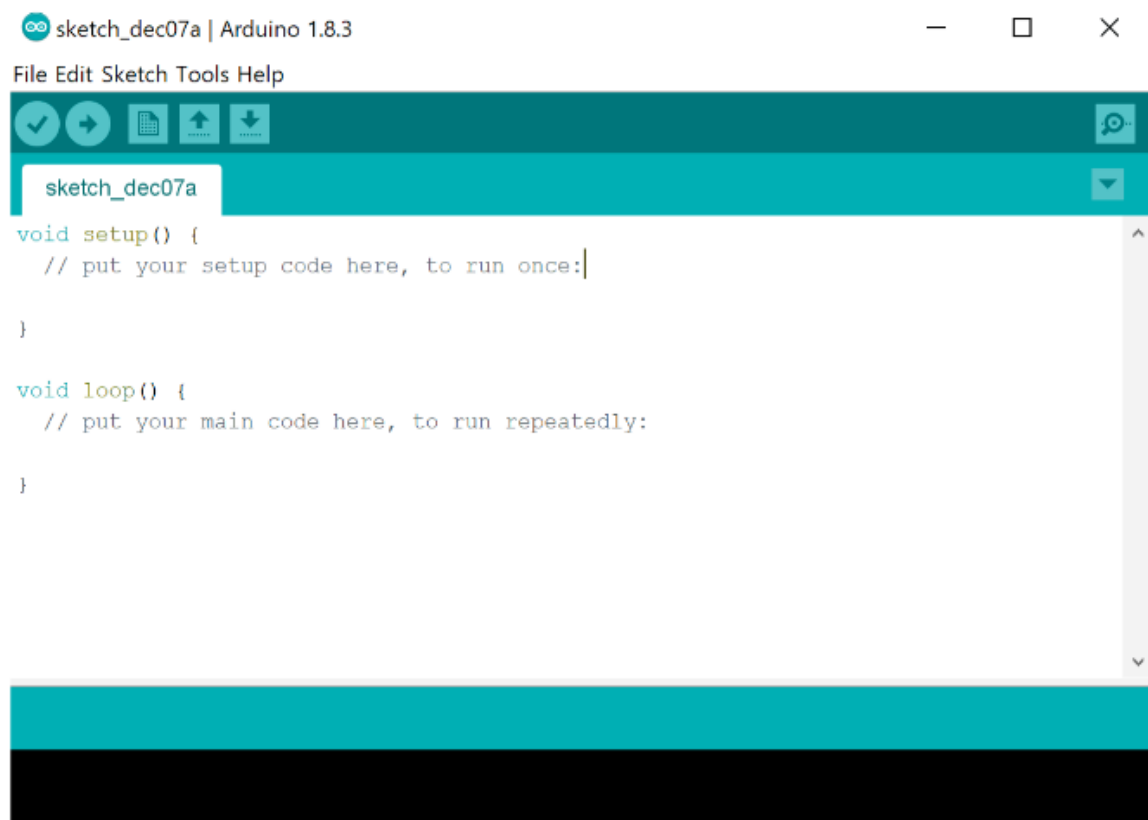 sketch_dec07a | Arduino 1.8.3
File Edit Sketch Tools Help
sketch_dec07a
void setup() {
  // put your setup code here, to run once:
}
void loop() {
  // put your main code here, to run repeatedly:
}